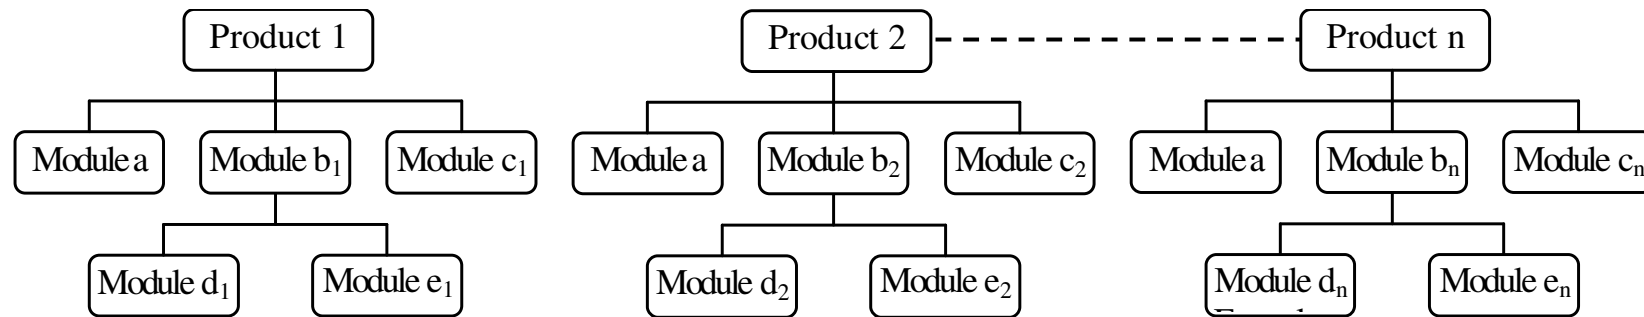 Product 1
Product 2
Product n
Module a
Module b₁
Module c₁
Module a
Module b₂
Module c₂
Module a
Module bₙ
Module cₙ
Module d₁
Module e₁
Module d₂
Module e₂
Module dₙ
Module eₙ